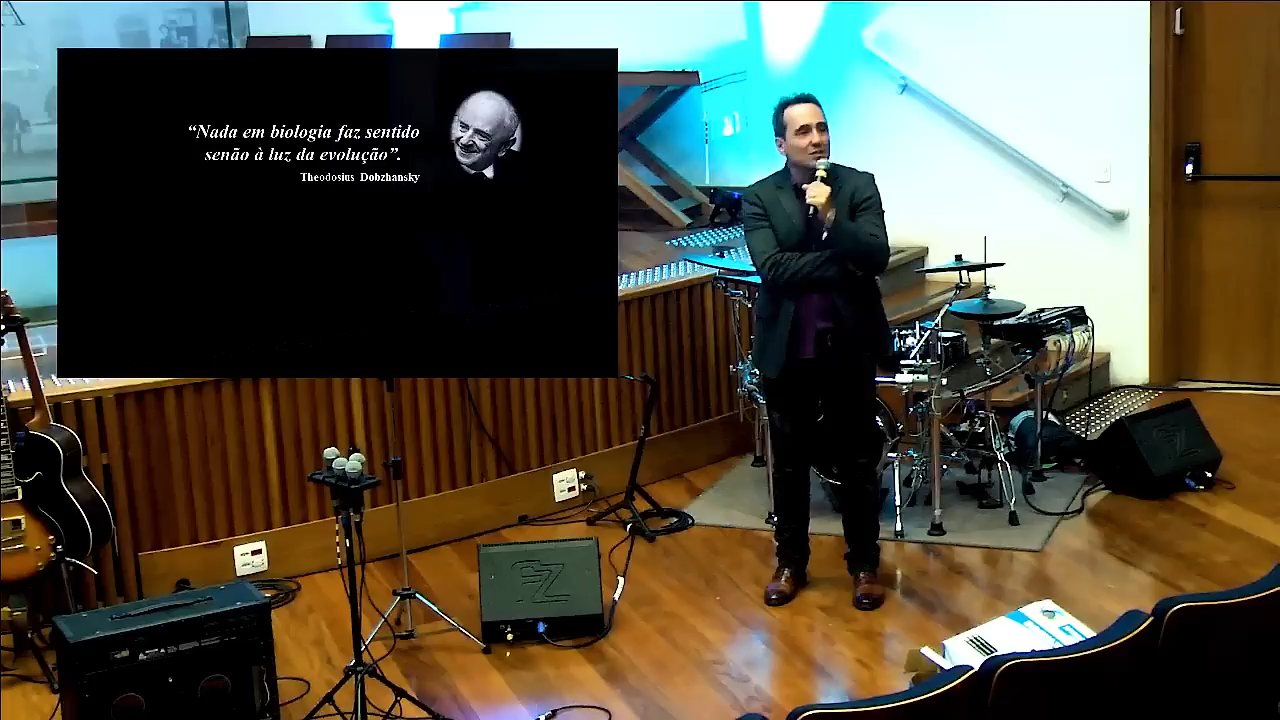 “Nada em biologia faz sentido
senão à luz da evolução”.
Theodosius Dobzhansky